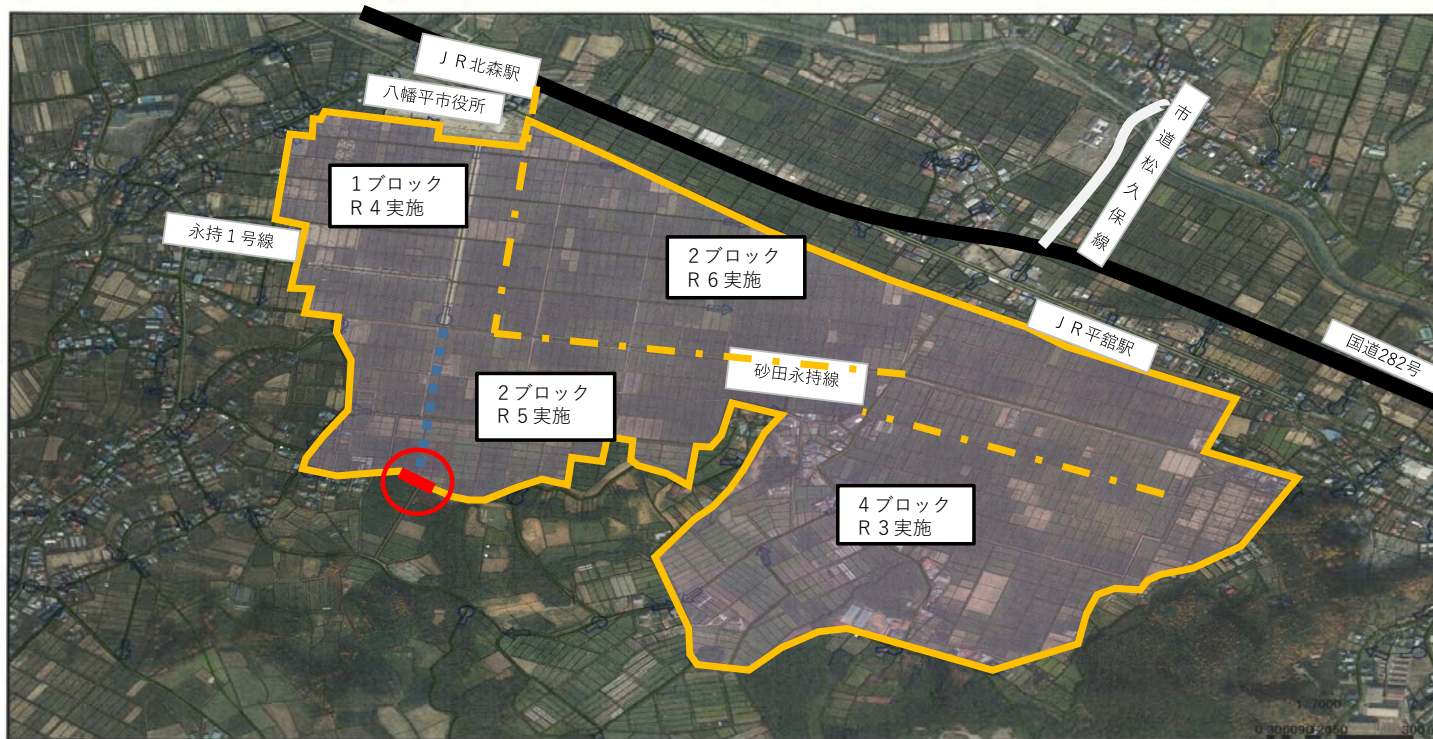 ＪＲ北森駅
八幡平市役所
市道松久保線
１ブロック
Ｒ４実施
永持１号線
２ブロック
Ｒ６実施
ＪＲ平舘駅
国道282号
砂田永持線
２ブロック
Ｒ５実施
４ブロック
Ｒ３実施